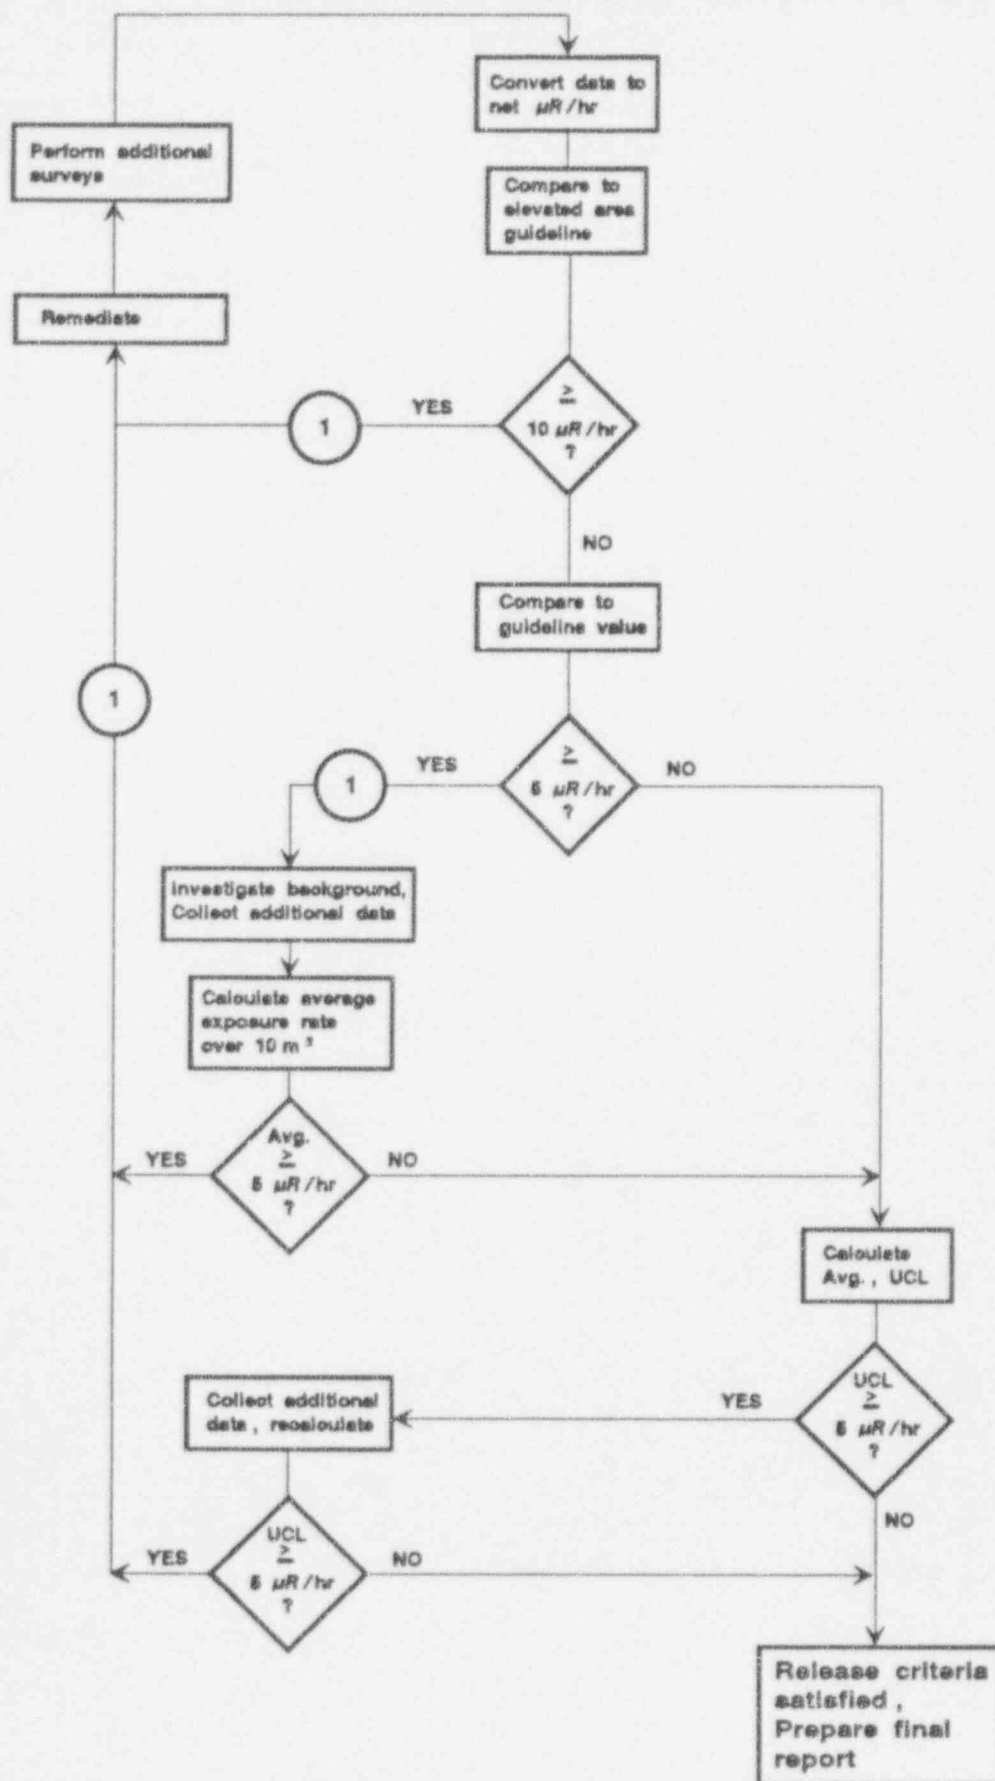 Convert data to
net μR/hr
Perform additional
surveys
Compare to
elevated area
guideline
Remediate
≥
10 μR/hr
?
YES
1
NO
Compare to
guideline value
1
≥
5 μR/hr
?
YES
1
NO
Investigate background,
Collect additional data
Calculate average
exposure rate
over 10 m²
Avg.
≥
5 μR/hr
?
YES
NO
Calculate
Avg., UCL
UCL
≥
5 μR/hr
?
YES
Collect additional
data, recalculate
NO
UCL
≥
5 μR/hr
?
YES
NO
Release criteria
satisfied,
Prepare final
report